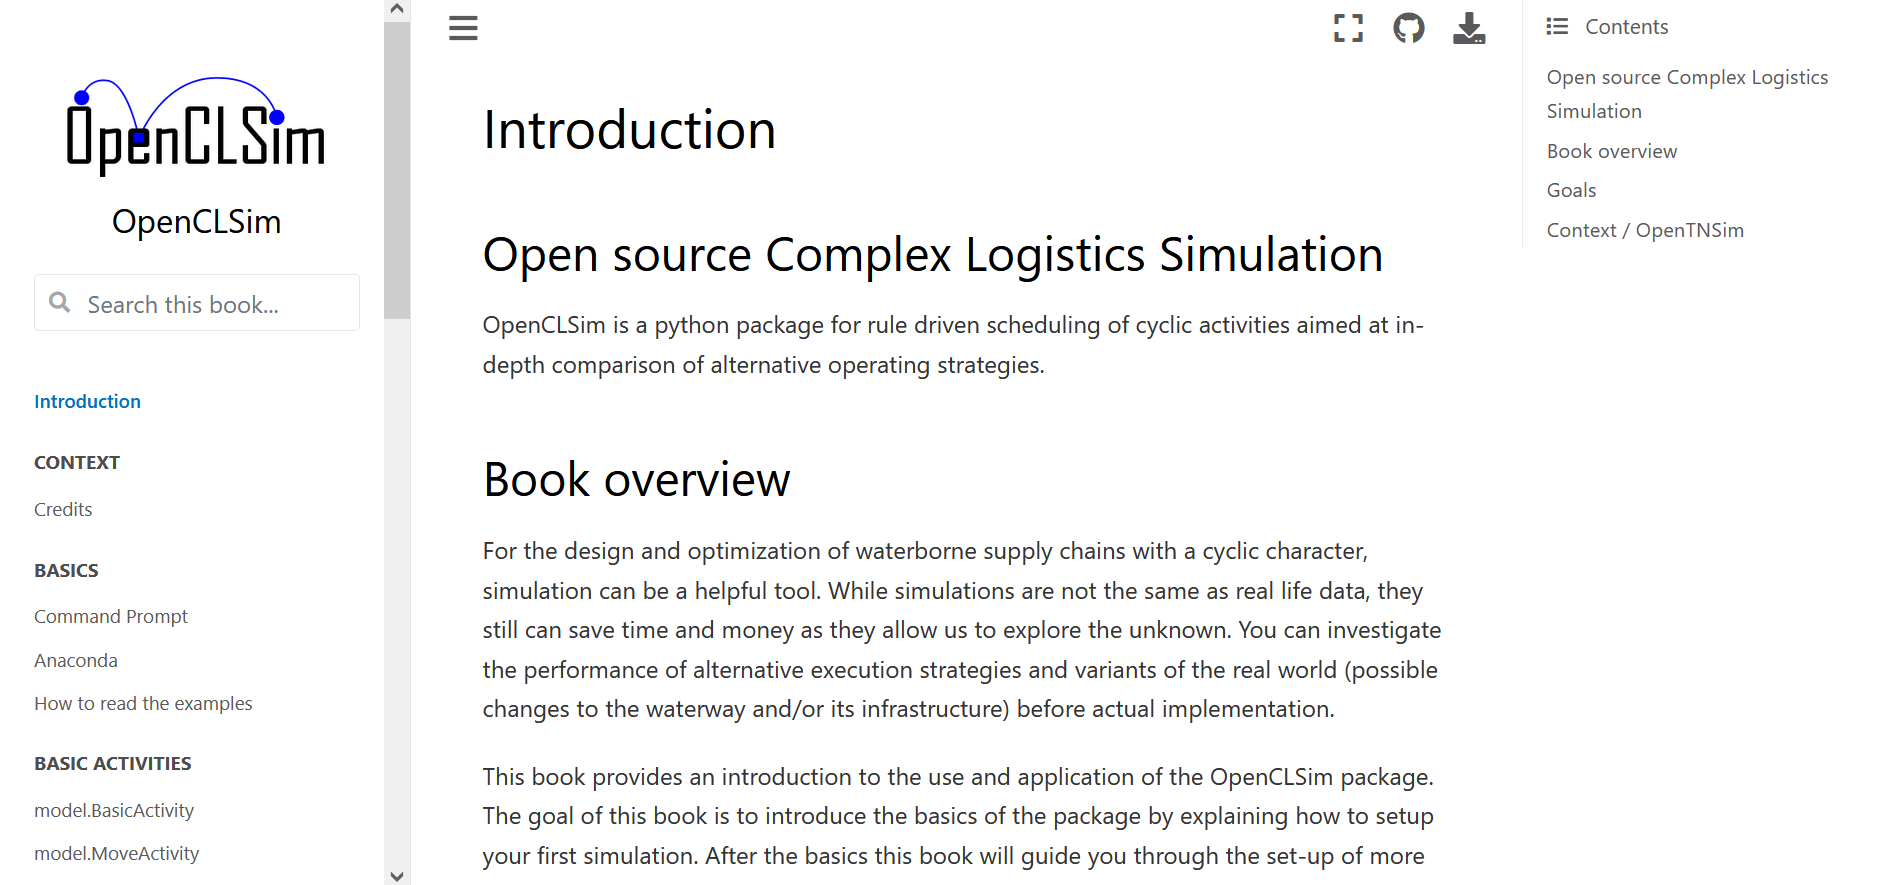 OpenCLSim
OpenCLSim
Search this book...
Introduction
CONTEXT
Credits
BASICS
Command Prompt
Anaconda
How to read the examples
BASIC ACTIVITIES
model.BasicActivity
model.MoveActivity
Introduction
Open source Complex Logistics Simulation
OpenCLSim is a python package for rule driven scheduling of cyclic activities aimed at in-
depth comparison of alternative operating strategies.
Book overview
For the design and optimization of waterborne supply chains with a cyclic character,
simulation can be a helpful tool. While simulations are not the same as real life data, they
still can save time and money as they allow us to explore the unknown. You can investigate
the performance of alternative execution strategies and variants of the real world (possible
changes to the waterway and/or its infrastructure) before actual implementation.
This book provides an introduction to the use and application of the OpenCLSim package.
The goal of this book is to introduce the basics of the package by explaining how to setup
your first simulation. After the basics this book will guide you through the set-up of more
Contents
Open source Complex Logistics
Simulation
Book overview
Goals
Context / OpenTNSim